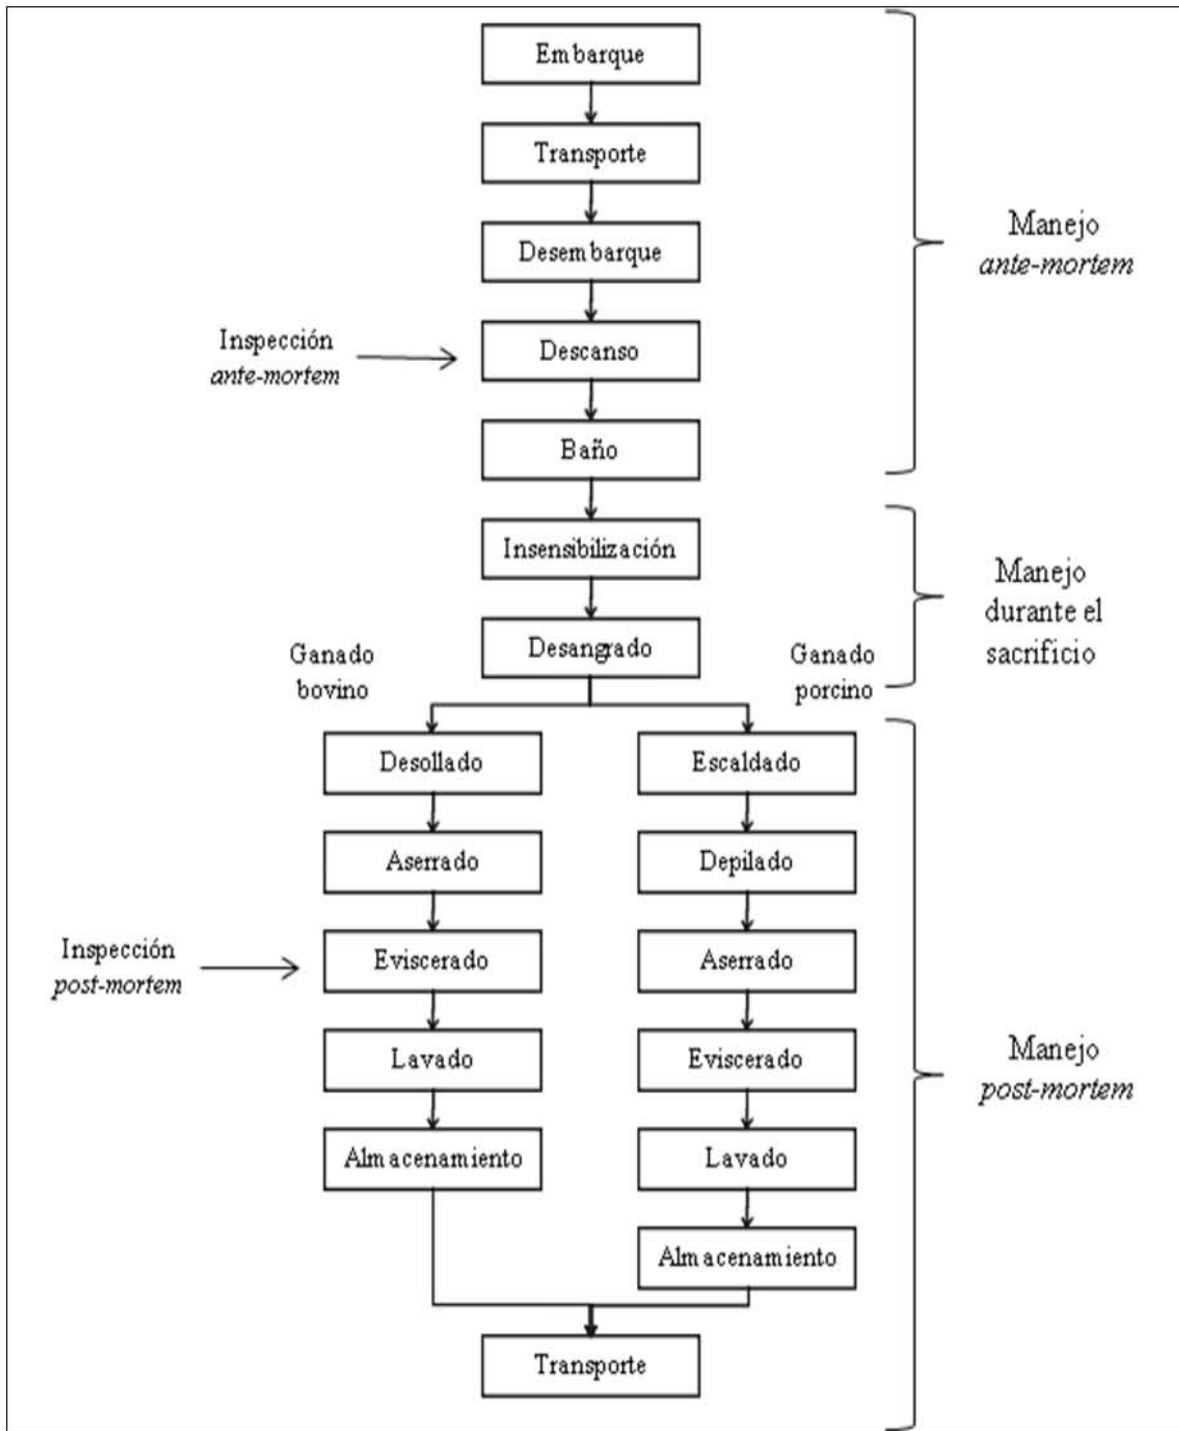 Embarque
Transporte
Desembarque
Manejo
ante-mortem
Inspección
ante-mortem
Descanso
Baño
Insensibilización
Manejo
durante el
sacrificio
Desangrado
Ganado
bovino
Ganado
porcino
Desollado
Escaldado
Aserrado
Depilado
Inspección
post-mortem
Eviscerado
Aserrado
Lavado
Eviscerado
Manejo
post-mortem
Almacenamiento
Lavado
Almacenamiento
Transporte